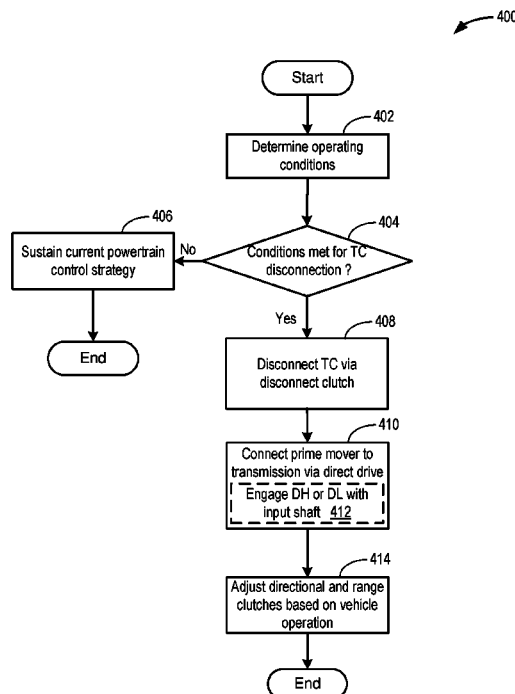 400
Start
402
Determine operating
conditions
404
Conditions met for TC
disconnection ?
No
406
Sustain current powertrain
control strategy
End
Yes
408
Disconnect TC via
disconnect clutch
410
Connect prime mover to
transmission via direct drive
Engage DH or DL with
input shaft 412
414
Adjust directional and range
clutches based on vehicle
operation
End